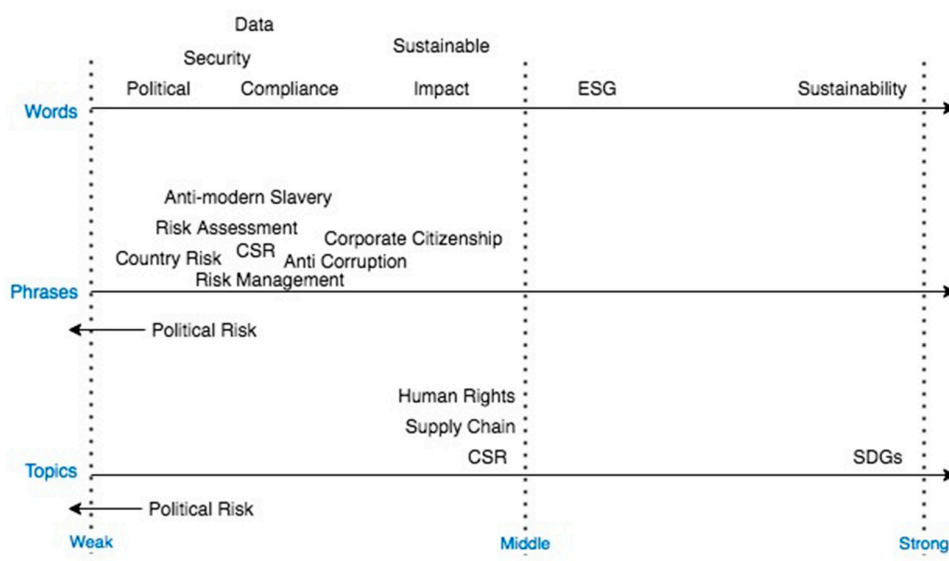 Data
Sustainable
Security
Political Compliance Impact ESG Sustainability
Words
Anti-modern Slavery
Risk Assessment
Corporate Citizenship
CSR
Country Risk
Anti Corruption
Risk Management
Phrases
Political Risk
Human Rights
Supply Chain
CSR SDGs
Topics
Political Risk
Weak Middle Strong